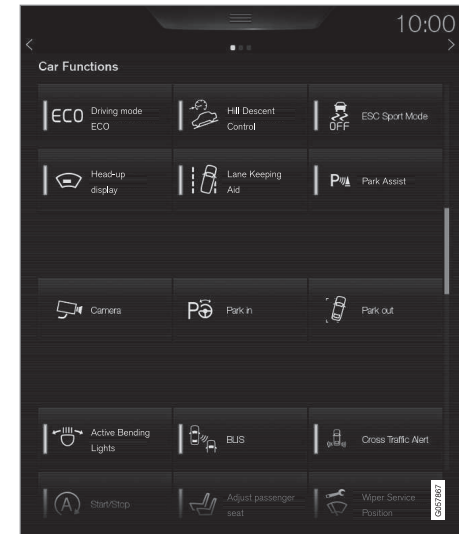 10:00
Car Functions
ECO Driving mode ECO
Hill Descent Control
OFF ESC Sport Mode
Head-up display
Lane Keeping Aid
P Park Assist
Camera
P Park in
Park out
Active Bending Lights
BLIS
Cross Traffic Alert
A Start/Stop
Adjust passenger seat
Wiper Service Position
G057867